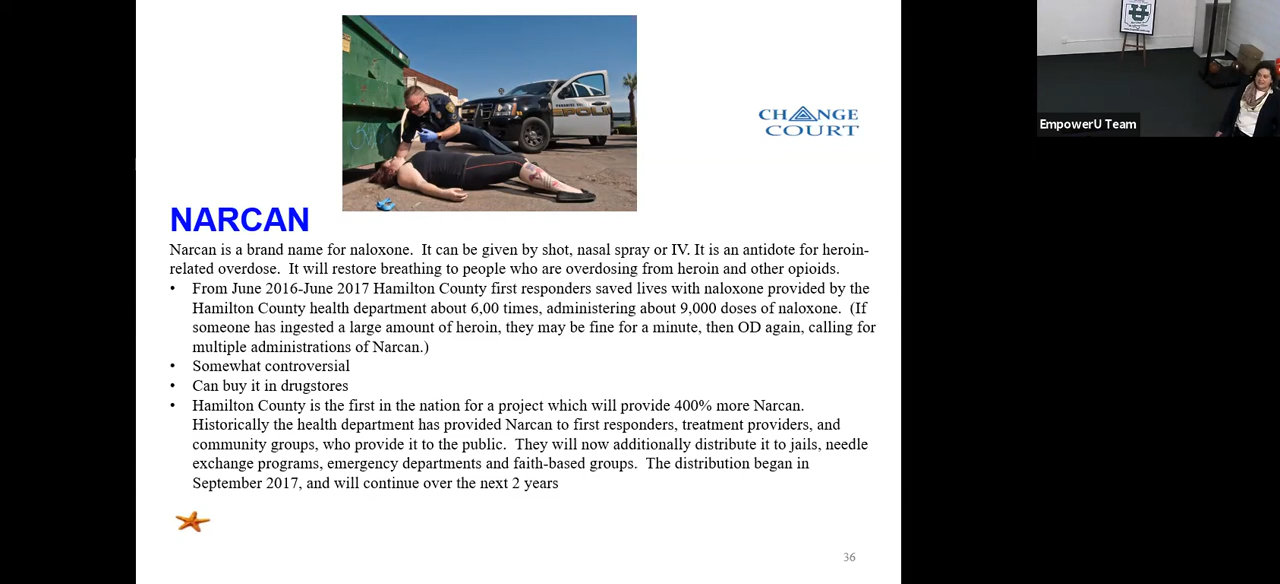 CHANGE
COURT
NARCAN
Narcan is a brand name for naloxone. It can be given by shot, nasal spray or IV. It is an antidote for heroin-
related overdose. It will restore breathing to people who are overdosing from heroin and other opioids.
• From June 2016-June 2017 Hamilton County first responders saved lives with naloxone provided by the
Hamilton County health department about 6,00 times, administering about 9,000 doses of naloxone. (If
someone has ingested a large amount of heroin, they may be fine for a minute, then OD again, calling for
multiple administrations of Narcan.)
• Somewhat controversial
• Can buy it in drugstores
• Hamilton County is the first in the nation for a project which will provide 400% more Narcan.
Historically the health department has provided Narcan to first responders, treatment providers, and
community groups, who provide it to the public. They will now additionally distribute it to jails, needle
exchange programs, emergency departments and faith-based groups. The distribution began in
September 2017, and will continue over the next 2 years
36
EmpowerU Team